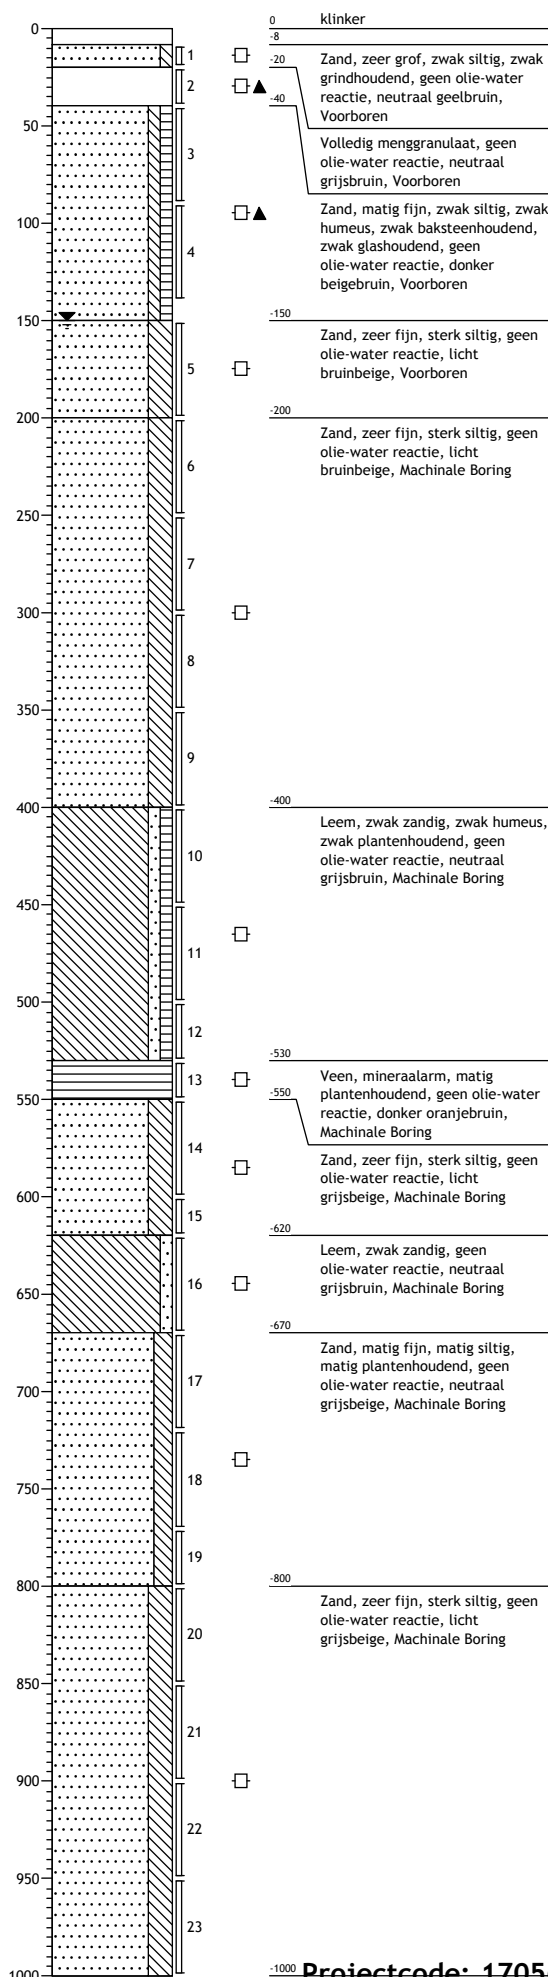 0
klinker
0
-8
1
-20
Zand, zeer grof, zwak siltig, zwak
grindhoudend, geen olie-water
reactie, neutraal geelbruin,
Voorboren
2
-40
Volledig menggranulaat, geen
olie-water reactie, neutraal
grijsbruin, Voorboren
50
3
Zand, matig fijn, zwak siltig, zwak
humeus, zwak baksteenhoudend,
zwak glashoudend, geen
olie-water reactie, donker
beigebruin, Voorboren
100
4
150
-150
Zand, zeer fijn, sterk siltig, geen
olie-water reactie, licht
bruinbeige, Voorboren
5
200
-200
Zand, zeer fijn, sterk siltig, geen
olie-water reactie, licht
bruinbeige, Machinale Boring
6
250
7
300
8
350
9
400
-400
Leem, zwak zandig, zwak humeus,
zwak plantenhoudend, geen
olie-water reactie, neutraal
grijsbruin, Machinale Boring
10
450
11
500
12
-530
13
Veen, mineraalarm, matig
plantenhoudend, geen olie-water
reactie, donker oranjebruin,
Machinale Boring
550
-550
14
Zand, zeer fijn, sterk siltig, geen
olie-water reactie, licht
grijsbeige, Machinale Boring
600
15
-620
Leem, zwak zandig, geen
olie-water reactie, neutraal
grijsbruin, Machinale Boring
650
16
-670
Zand, matig fijn, matig siltig,
matig plantenhoudend, geen
olie-water reactie, neutraal
grijsbeige, Machinale Boring
17
700
18
750
19
800
-800
Zand, zeer fijn, sterk siltig, geen
olie-water reactie, licht
grijsbeige, Machinale Boring
20
850
21
900
22
950
23
1000
-1000
Projectcode: 1705